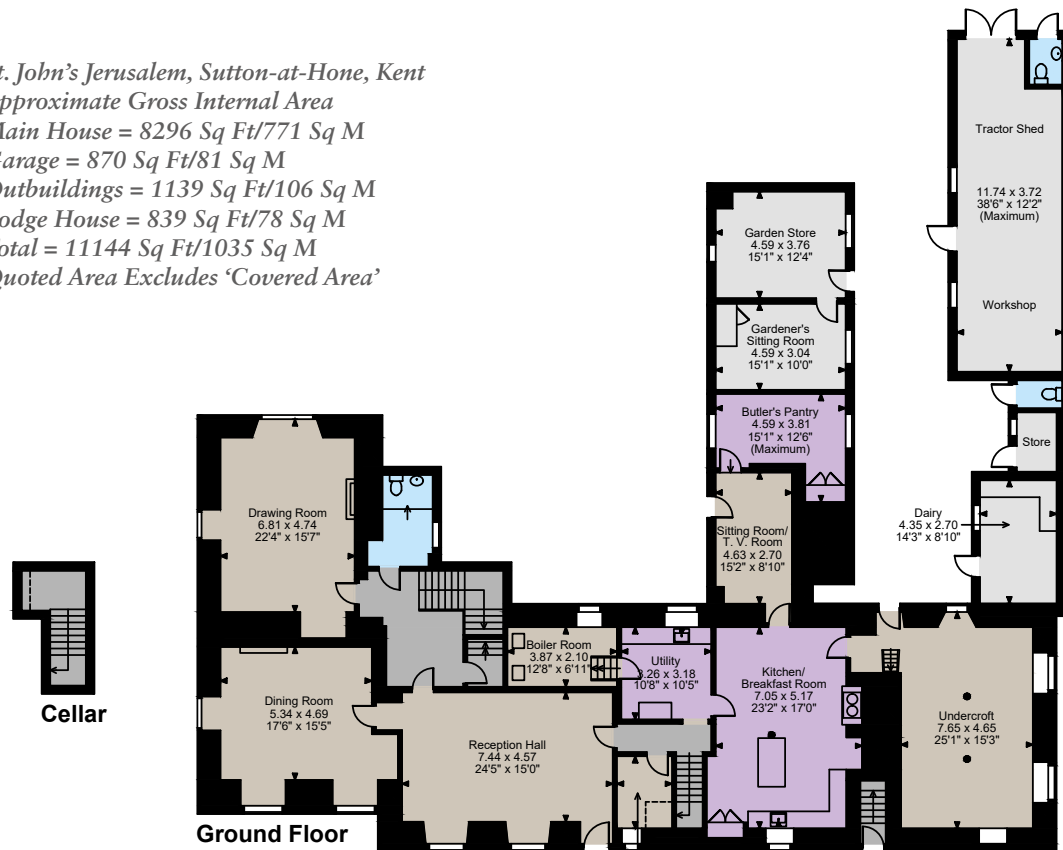 t. John's Jerusalem, Sutton-at-Hone, Kent
pproximate Gross Internal Area
Main House = 8296 Sq Ft/771 Sq M
Garage = 870 Sq Ft/81 Sq M
Outbuildings = 1139 Sq Ft/106 Sq M
odge House = 839 Sq Ft/78 Sq M
otal = 11144 Sq Ft/1035 Sq M
Quoted Area Excludes 'Covered Area'
Tractor Shed
11.74 x 3.72
38'6" x 12'2"
(Maximum)
Workshop
Garden Store
4.59 x 3.76
15'1" x 12'4"
Gardener's
Sitting Room
4.59 x 3.04
15'1" x 10'0"
Butler's Pantry
4.59 x 3.81
15'1" x 12'6"
(Maximum)
Store
Sitting Room/
T. V. Room
4.63 x 2.70
15'2" x 8'10"
Dairy
4.35 x 2.70
14'3" x 8'10"
Drawing Room
6.81 x 4.74
22'4" x 15'7"
Boiler Room
3.87 x 2.10
12'8" x 6'11"
Utility
3.26 x 3.18
10'8" x 10'5"
Kitchen/
Breakfast Room
7.05 x 5.17
23'2" x 17'0"
Undercroft
7.65 x 4.65
25'1" x 15'3"
Dining Room
5.34 x 4.69
17'6" x 15'5"
Reception Hall
7.44 x 4.57
24'5" x 15'0"
Cellar
Ground Floor